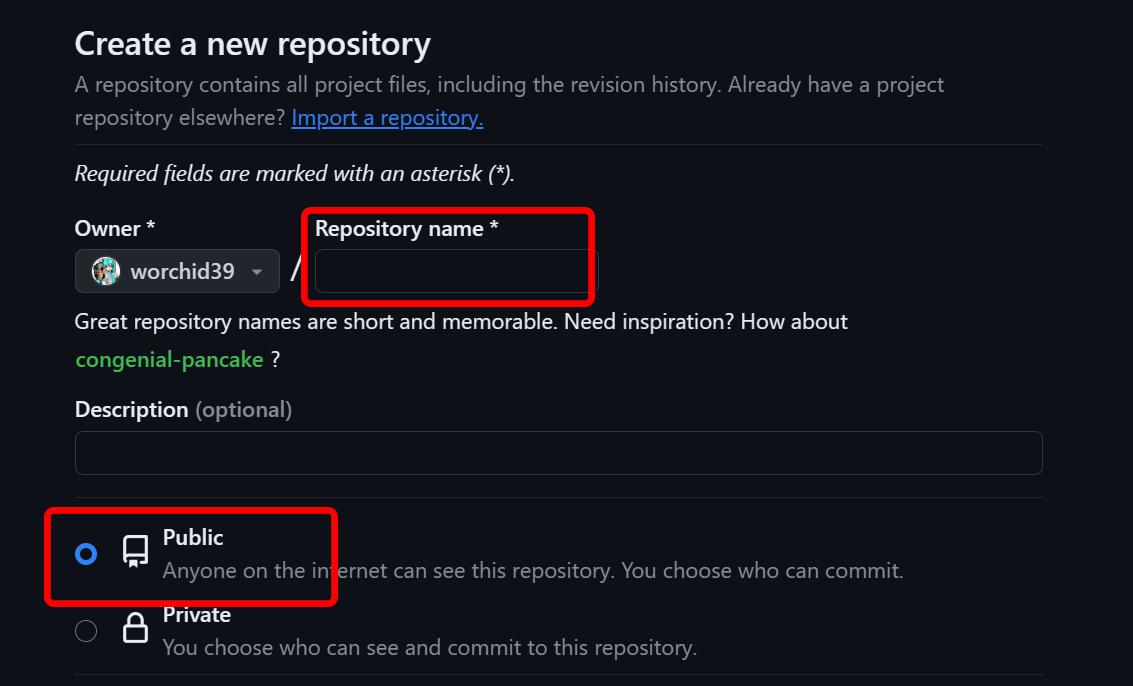 Create a new repository
A repository contains all project files, including the revision history. Already have a project
repository elsewhere? Import a repository.
Required fields are marked with an asterisk (*).
Owner * Repository name *
worchid39 /
Great repository names are short and memorable. Need inspiration? How about
congenial-pancake ?
Description (optional)
Public
Anyone on the internet can see this repository. You choose who can commit.
Private
You choose who can see and commit to this repository.